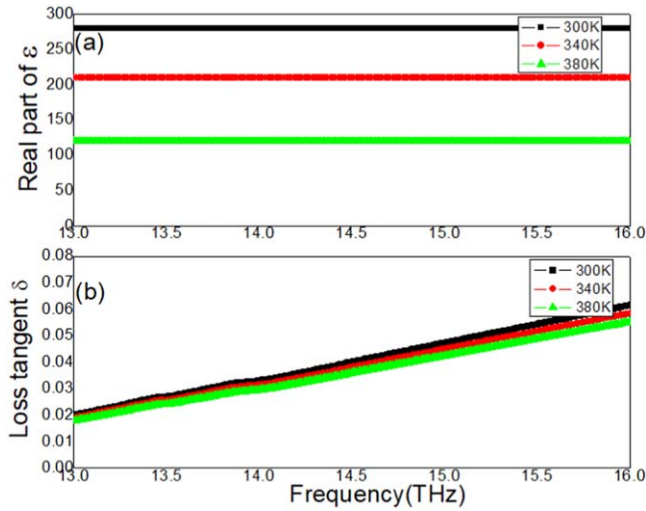 300
(a)
300K
340K
380K
250
200
150
100
50
0
Real part of ε
13.0 13.5 14.0 14.5 15.0 15.5 16.0
0.08
(b)
300K
340K
380K
0.07
0.06
0.05
0.04
0.03
0.02
0.01
0.00
Loss tangent δ
13.0 13.5 14.0 14.5 15.0 15.5 16.0
Frequency(THz)